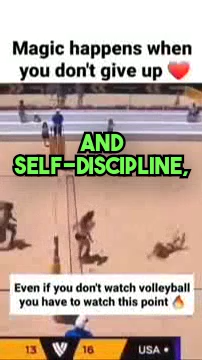 Magic happens when
you don't give up ❤️
AND
SELF-DISCIPLINE,
Even if you don't watch volleyball
you have to watch this point 🔥
13 16 USA